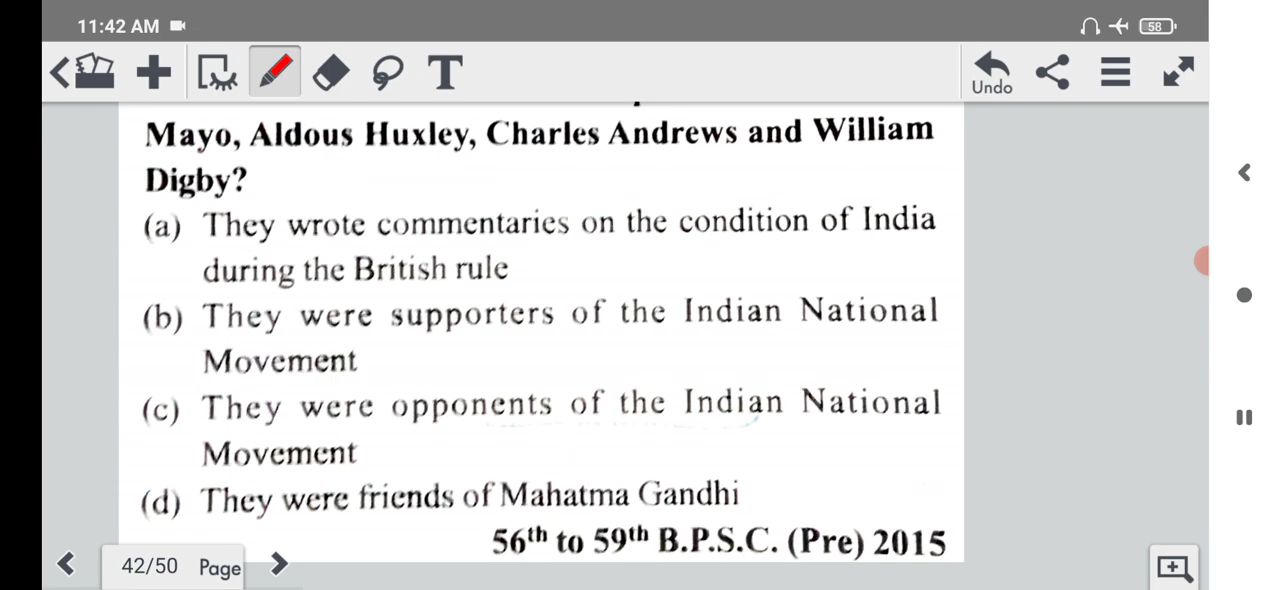 11:42 AM
58
T
Undo
Mayo, Aldous Huxley, Charles Andrews and William
Digby?
(a) They wrote commentaries on the condition of India
during the British rule
(b) They were supporters of the Indian National
Movement
(c) They were opponents of the Indian National
Movement
(d) They were friends of Mahatma Gandhi
56th to 59th B.P.S.C. (Pre) 2015
42/50 Page